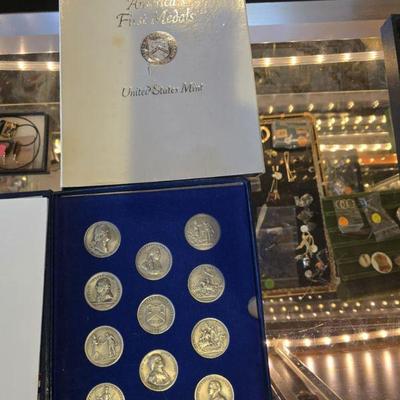 America's
First Medals
United States Mint